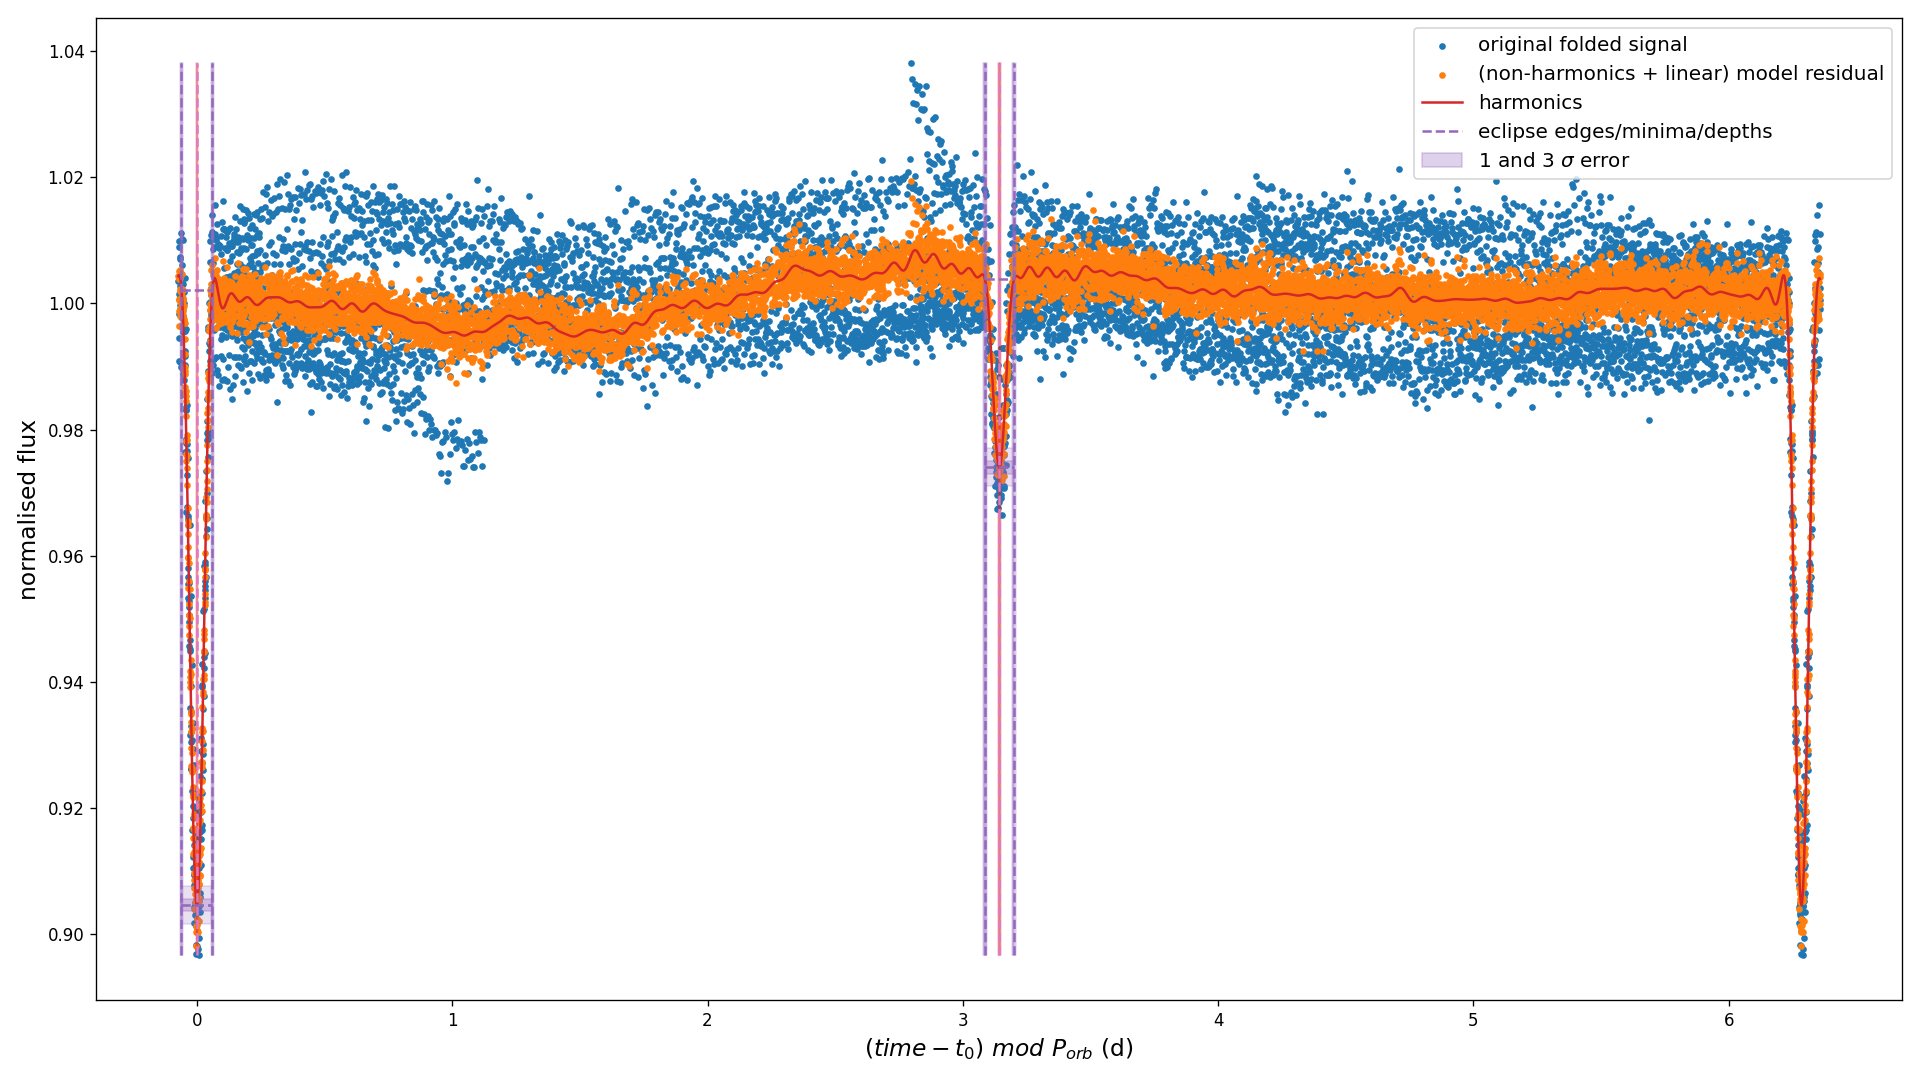 1.04
1.02
1.00
0.98
0.96
0.94
0.92
0.90
normalised flux
original folded signal
(non-harmonics + linear) model residual
harmonics
eclipse edges/minima/depths
1 and 3 σ error
0 1 2 3 4 5 6
(time − t₀) mod Pₒᵣb (d)